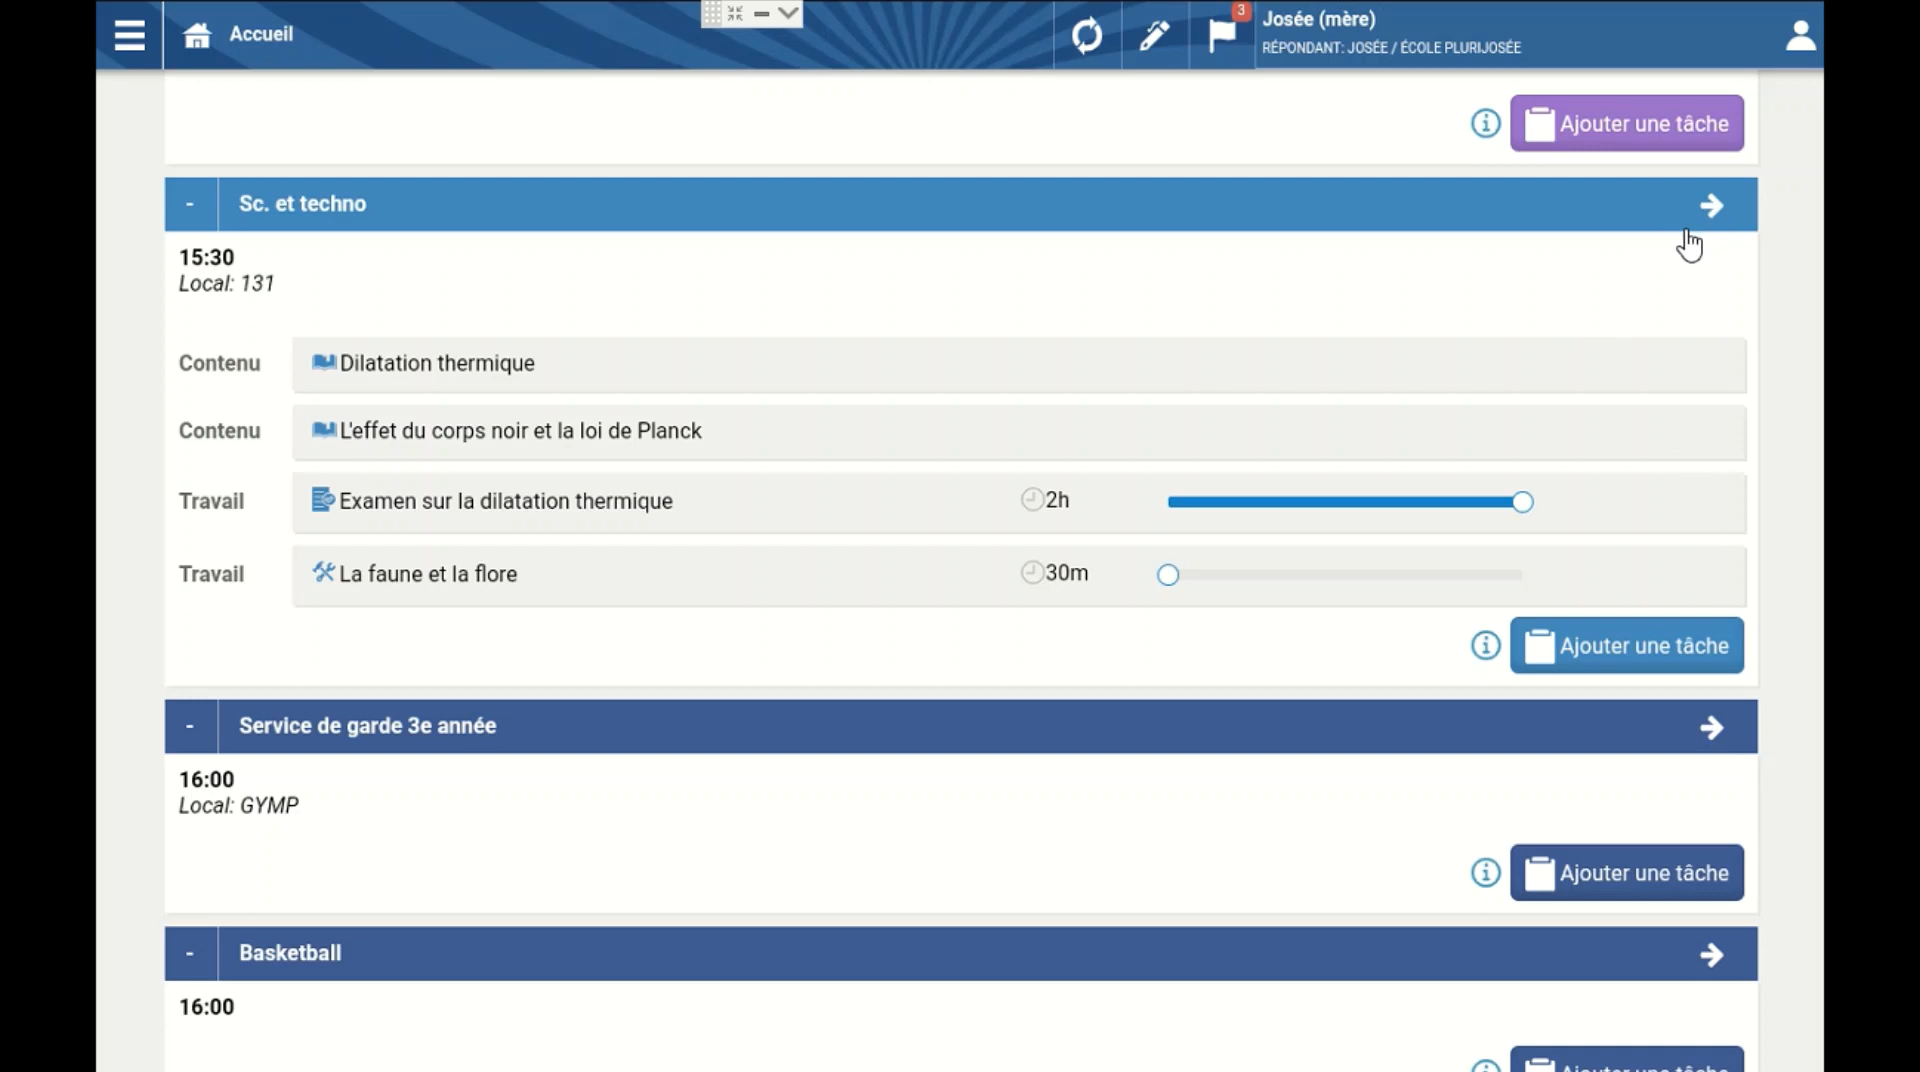 Accueil
3
Josée (mère)
RÉPONDANT: JOSÉE / ÉCOLE PLURIJOSÉE
Ajouter une tâche
- Sc. et techno
15:30
Local: 131
Contenu Dilatation thermique
Contenu L'effet du corps noir et la loi de Planck
Travail Examen sur la dilatation thermique 2h
Travail La faune et la flore 30m
Ajouter une tâche
- Service de garde 3e année
16:00
Local: GYMP
Ajouter une tâche
- Basketball
16:00
Ajouter une tâche